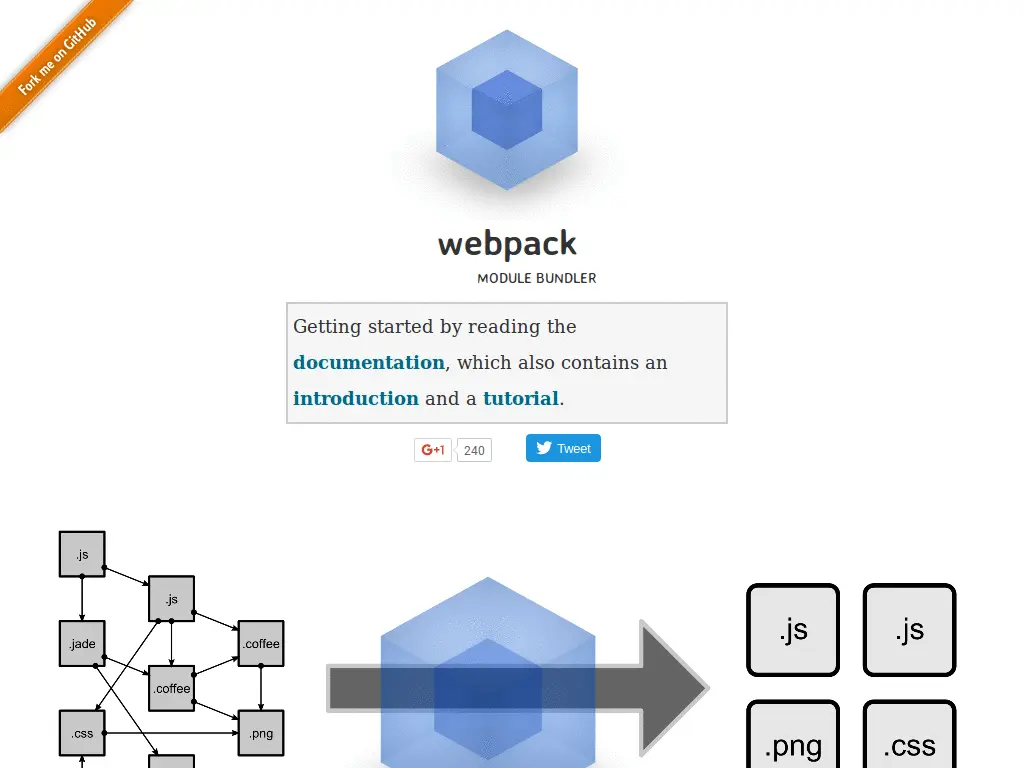 Fork me on GitHub
webpack
MODULE BUNDLER
Getting started by reading the
documentation, which also contains an
introduction and a tutorial.
G+1
240
Tweet
.js
.js
.jade
.coffee
.coffee
.css
.png
.js
.js
.png
.css